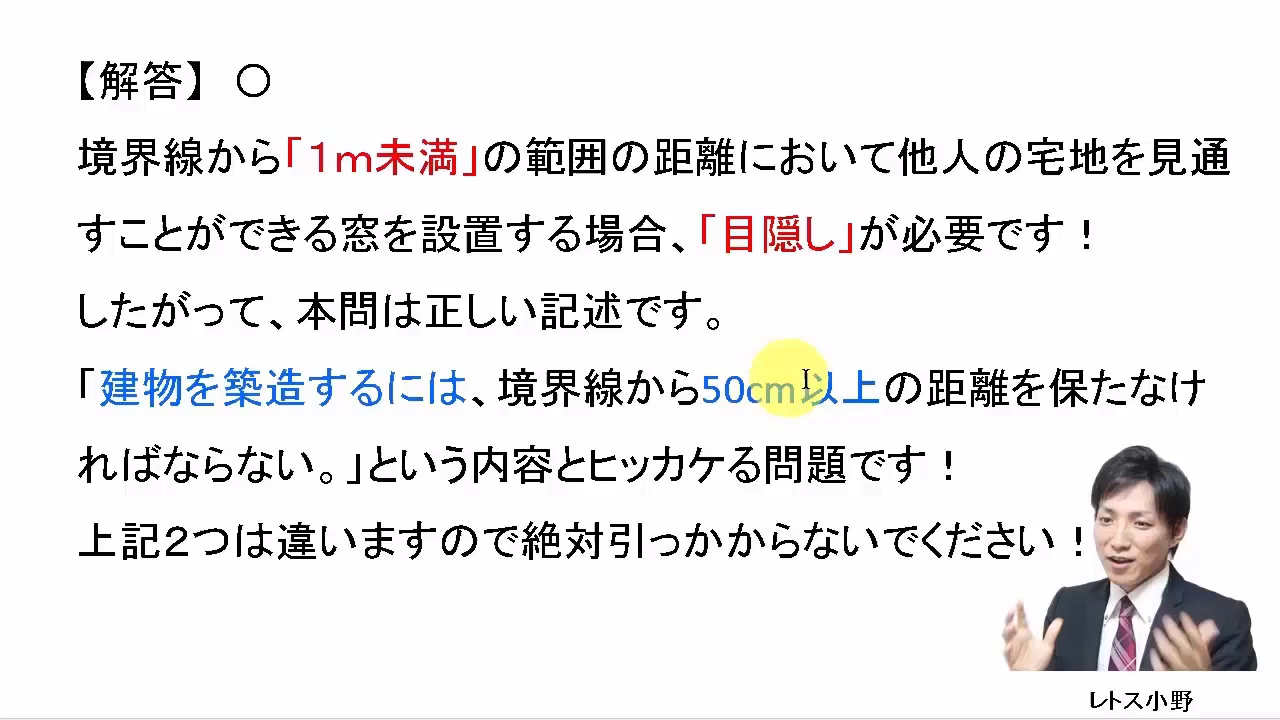 【解答】 ○
境界線から「１ｍ未満」の範囲の距離において他人の宅地を見通
すことができる窓を設置する場合、「目隠し」が必要です！
したがって、本問は正しい記述です。
「建物を築造するには、境界線から50cm以上の距離を保たなけ
ればならない。」という内容とヒッカケる問題です！
上記２つは違いますので絶対引っかからないでください！
レトス小野